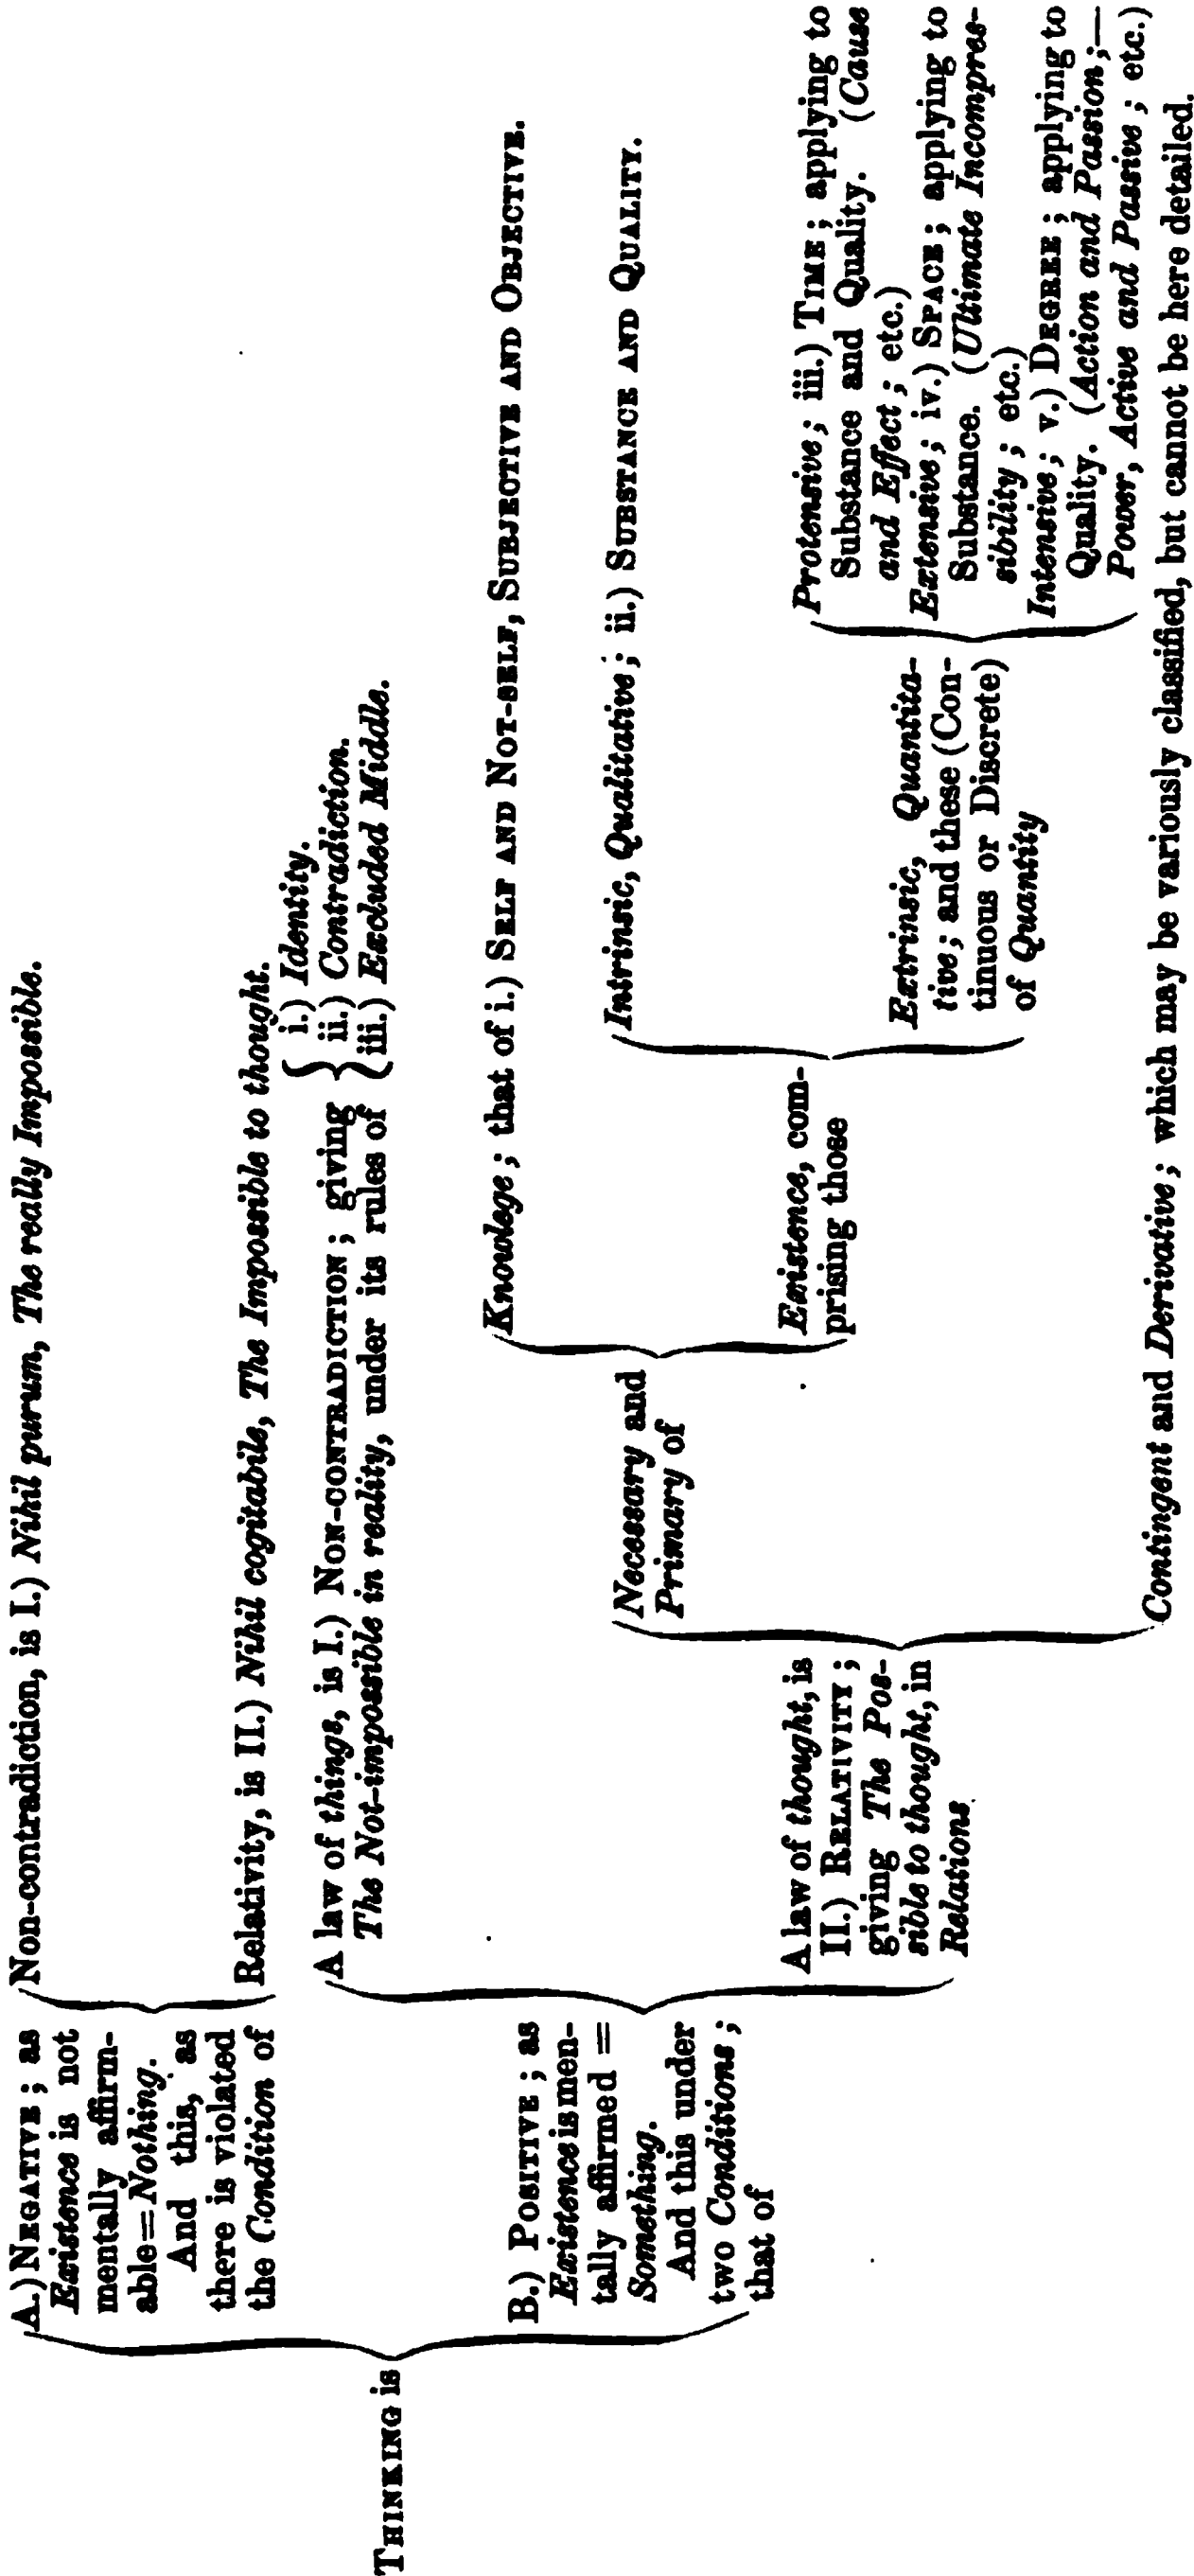 THINKING is
A.) NEGATIVE; as
Existence is not
mentally affirm-
able=Nothing.
And this, as
there is violated
the Condition of
Non-contradiction, is I.) Nihil purum, The really Impossible.
Relativity, is II.) Nihil cogitabile, The Impossible to thought.
B.) POSITIVE; as
Existence is men-
tally affirmed =
Something.
And this under
two Conditions;
that of
A law of things, is I.) NON-CONTRADICTION; giving
The Not-impossible in reality, under its rules of
i.) Identity.
ii.) Contradiction.
iii.) Excluded Middle.
A law of thought, is
II.) RELATIVITY;
giving The Pos-
sible to thought, in
Relations
Necessary and
Primary of
Knowlege; that of i.) SELF AND NOT-SELF, SUBJECTIVE AND OBJECTIVE.
Existence, com-
prising those
Intrinsic, Qualitative; ii.) SUBSTANCE AND QUALITY.
Extrinsic, Quantita-
tive; and these (Con-
tinuous or Discrete)
of Quantity
Protensive; iii.) TIME; applying to
Substance and Quality. (Cause
and Effect; etc.)
Extensive; iv.) SPACE; applying to
Substance. (Ultimate Incompres-
sibility; etc.)
Intensive; v.) DEGREE; applying to
Quality. (Action and Passion;—
Power, Active and Passive; etc.)
Contingent and Derivative; which may be variously classified, but cannot be here detailed.